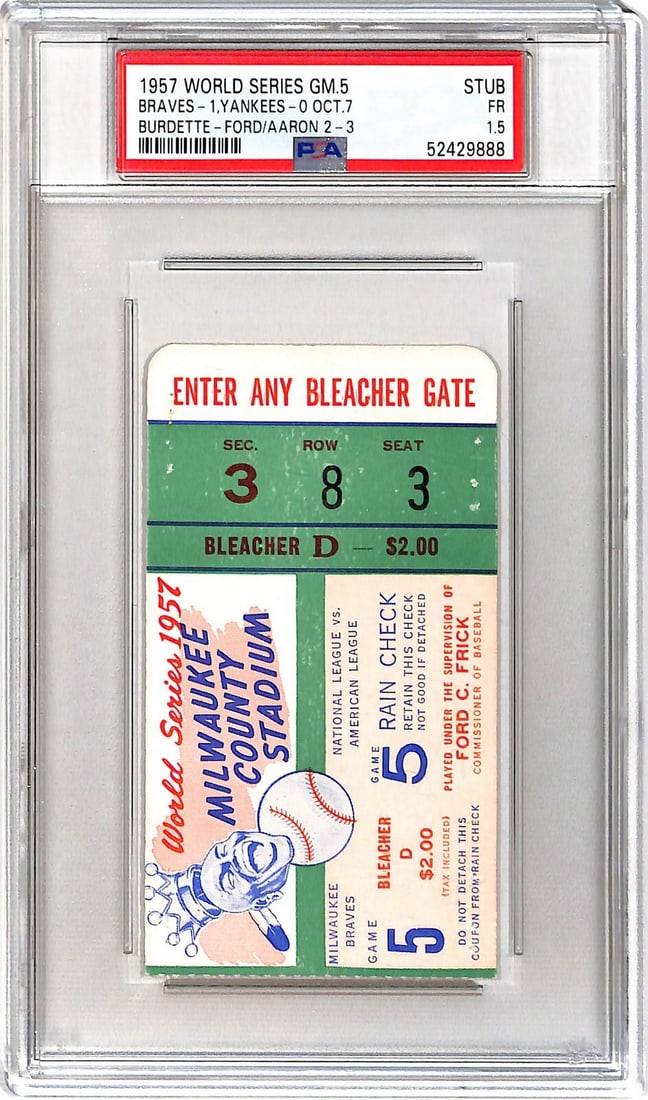 1957 WORLD SERIES GM.5 STUB
BRAVES-1,YANKEES-0 OCT.7 FR
BURDETTE-FORD/AARON 2-3 1.5
PSA 52429888
ENTER ANY BLEACHER GATE
SEC. ROW SEAT
3 8 3
BLEACHER D — $2.00
World Series 1957
MILWAUKEE
COUNTY
STADIUM
MILWAUKEE
BRAVES
NATIONAL LEAGUE VS.
AMERICAN LEAGUE
GAME
5
BLEACHER
D
$2.00
(TAX INCLUDED)
DO NOT DETACH THIS
COUPON FROM RAIN CHECK
GAME
5
RAIN CHECK
RETAIN THIS CHECK
NOT GOOD IF DETACHED
PLAYED UNDER THE SUPERVISION OF
FORD C. FRICK
COMMISSIONER OF BASEBALL